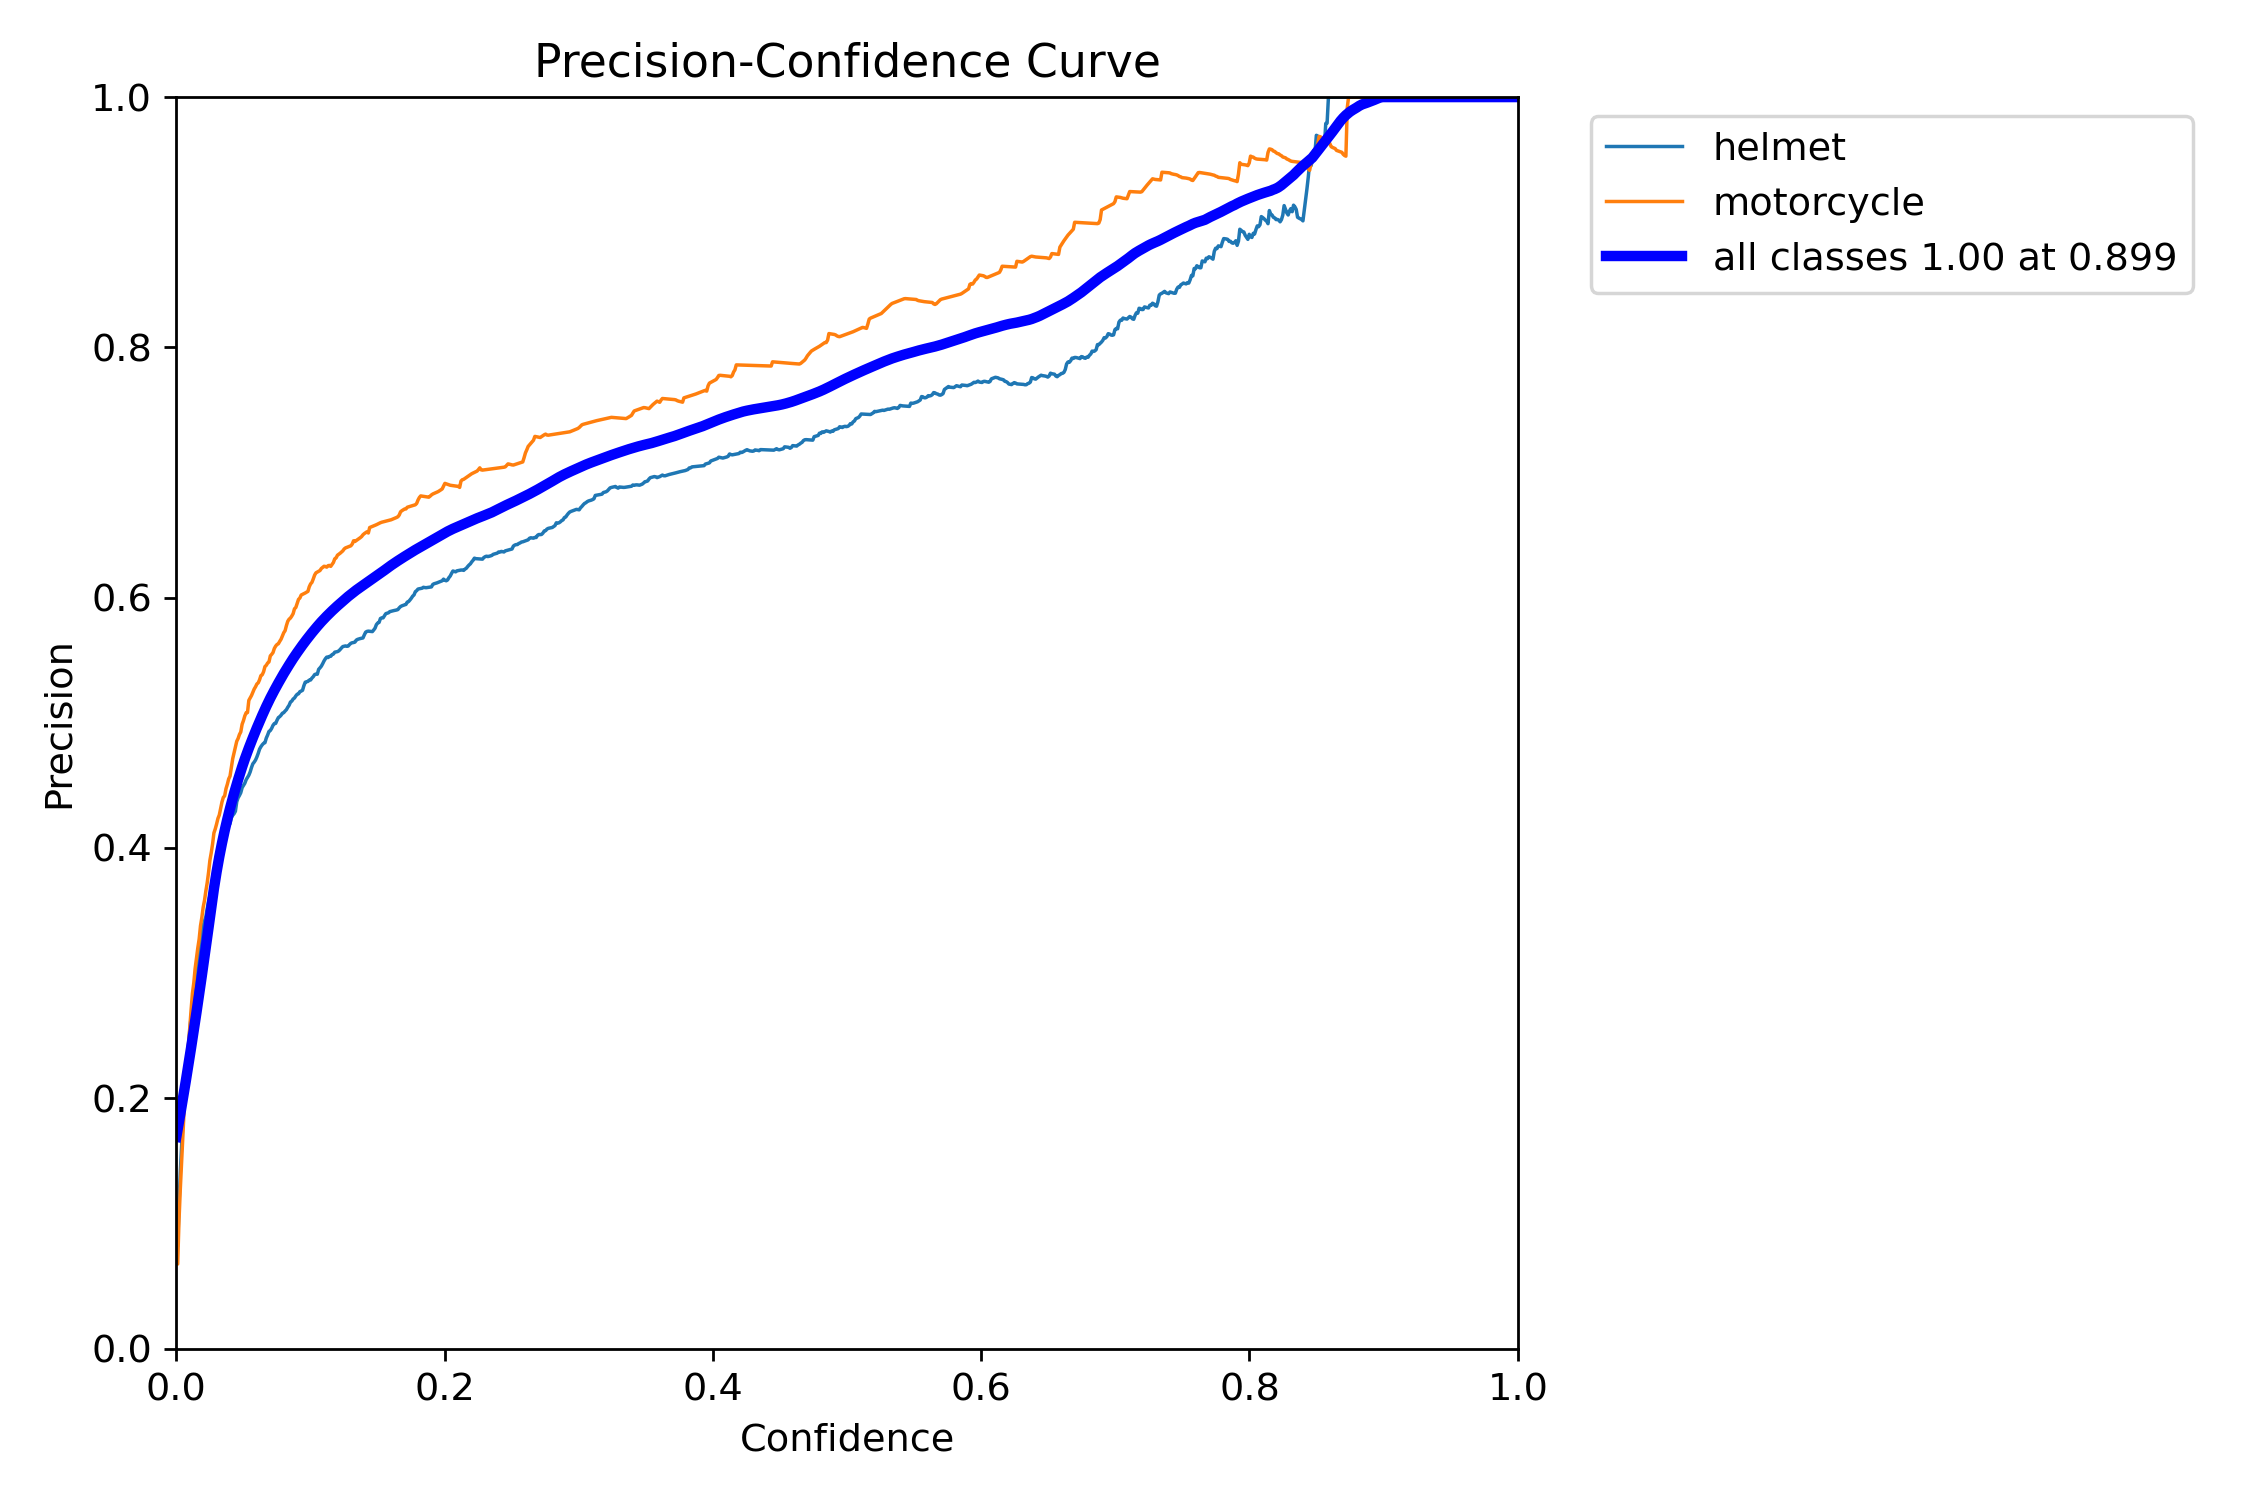 Precision-Confidence Curve
1.0
0.8
0.6
0.4
0.2
0.0
Precision
0.0 0.2 0.4 0.6 0.8 1.0
Confidence
helmet
motorcycle
all classes 1.00 at 0.899